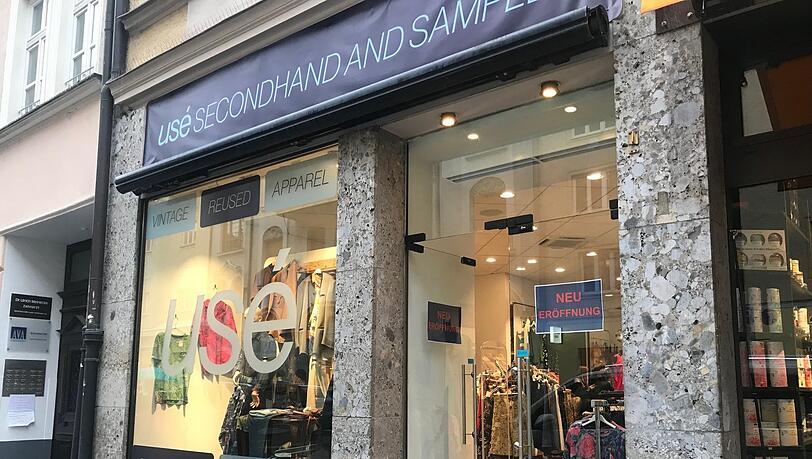 usé SECONDHAND AND SAMPLE
VINTAGE
REUSED
APPAREL
usé
NEU
ERÖFFNUNG
NEU
ERÖFFNUNG